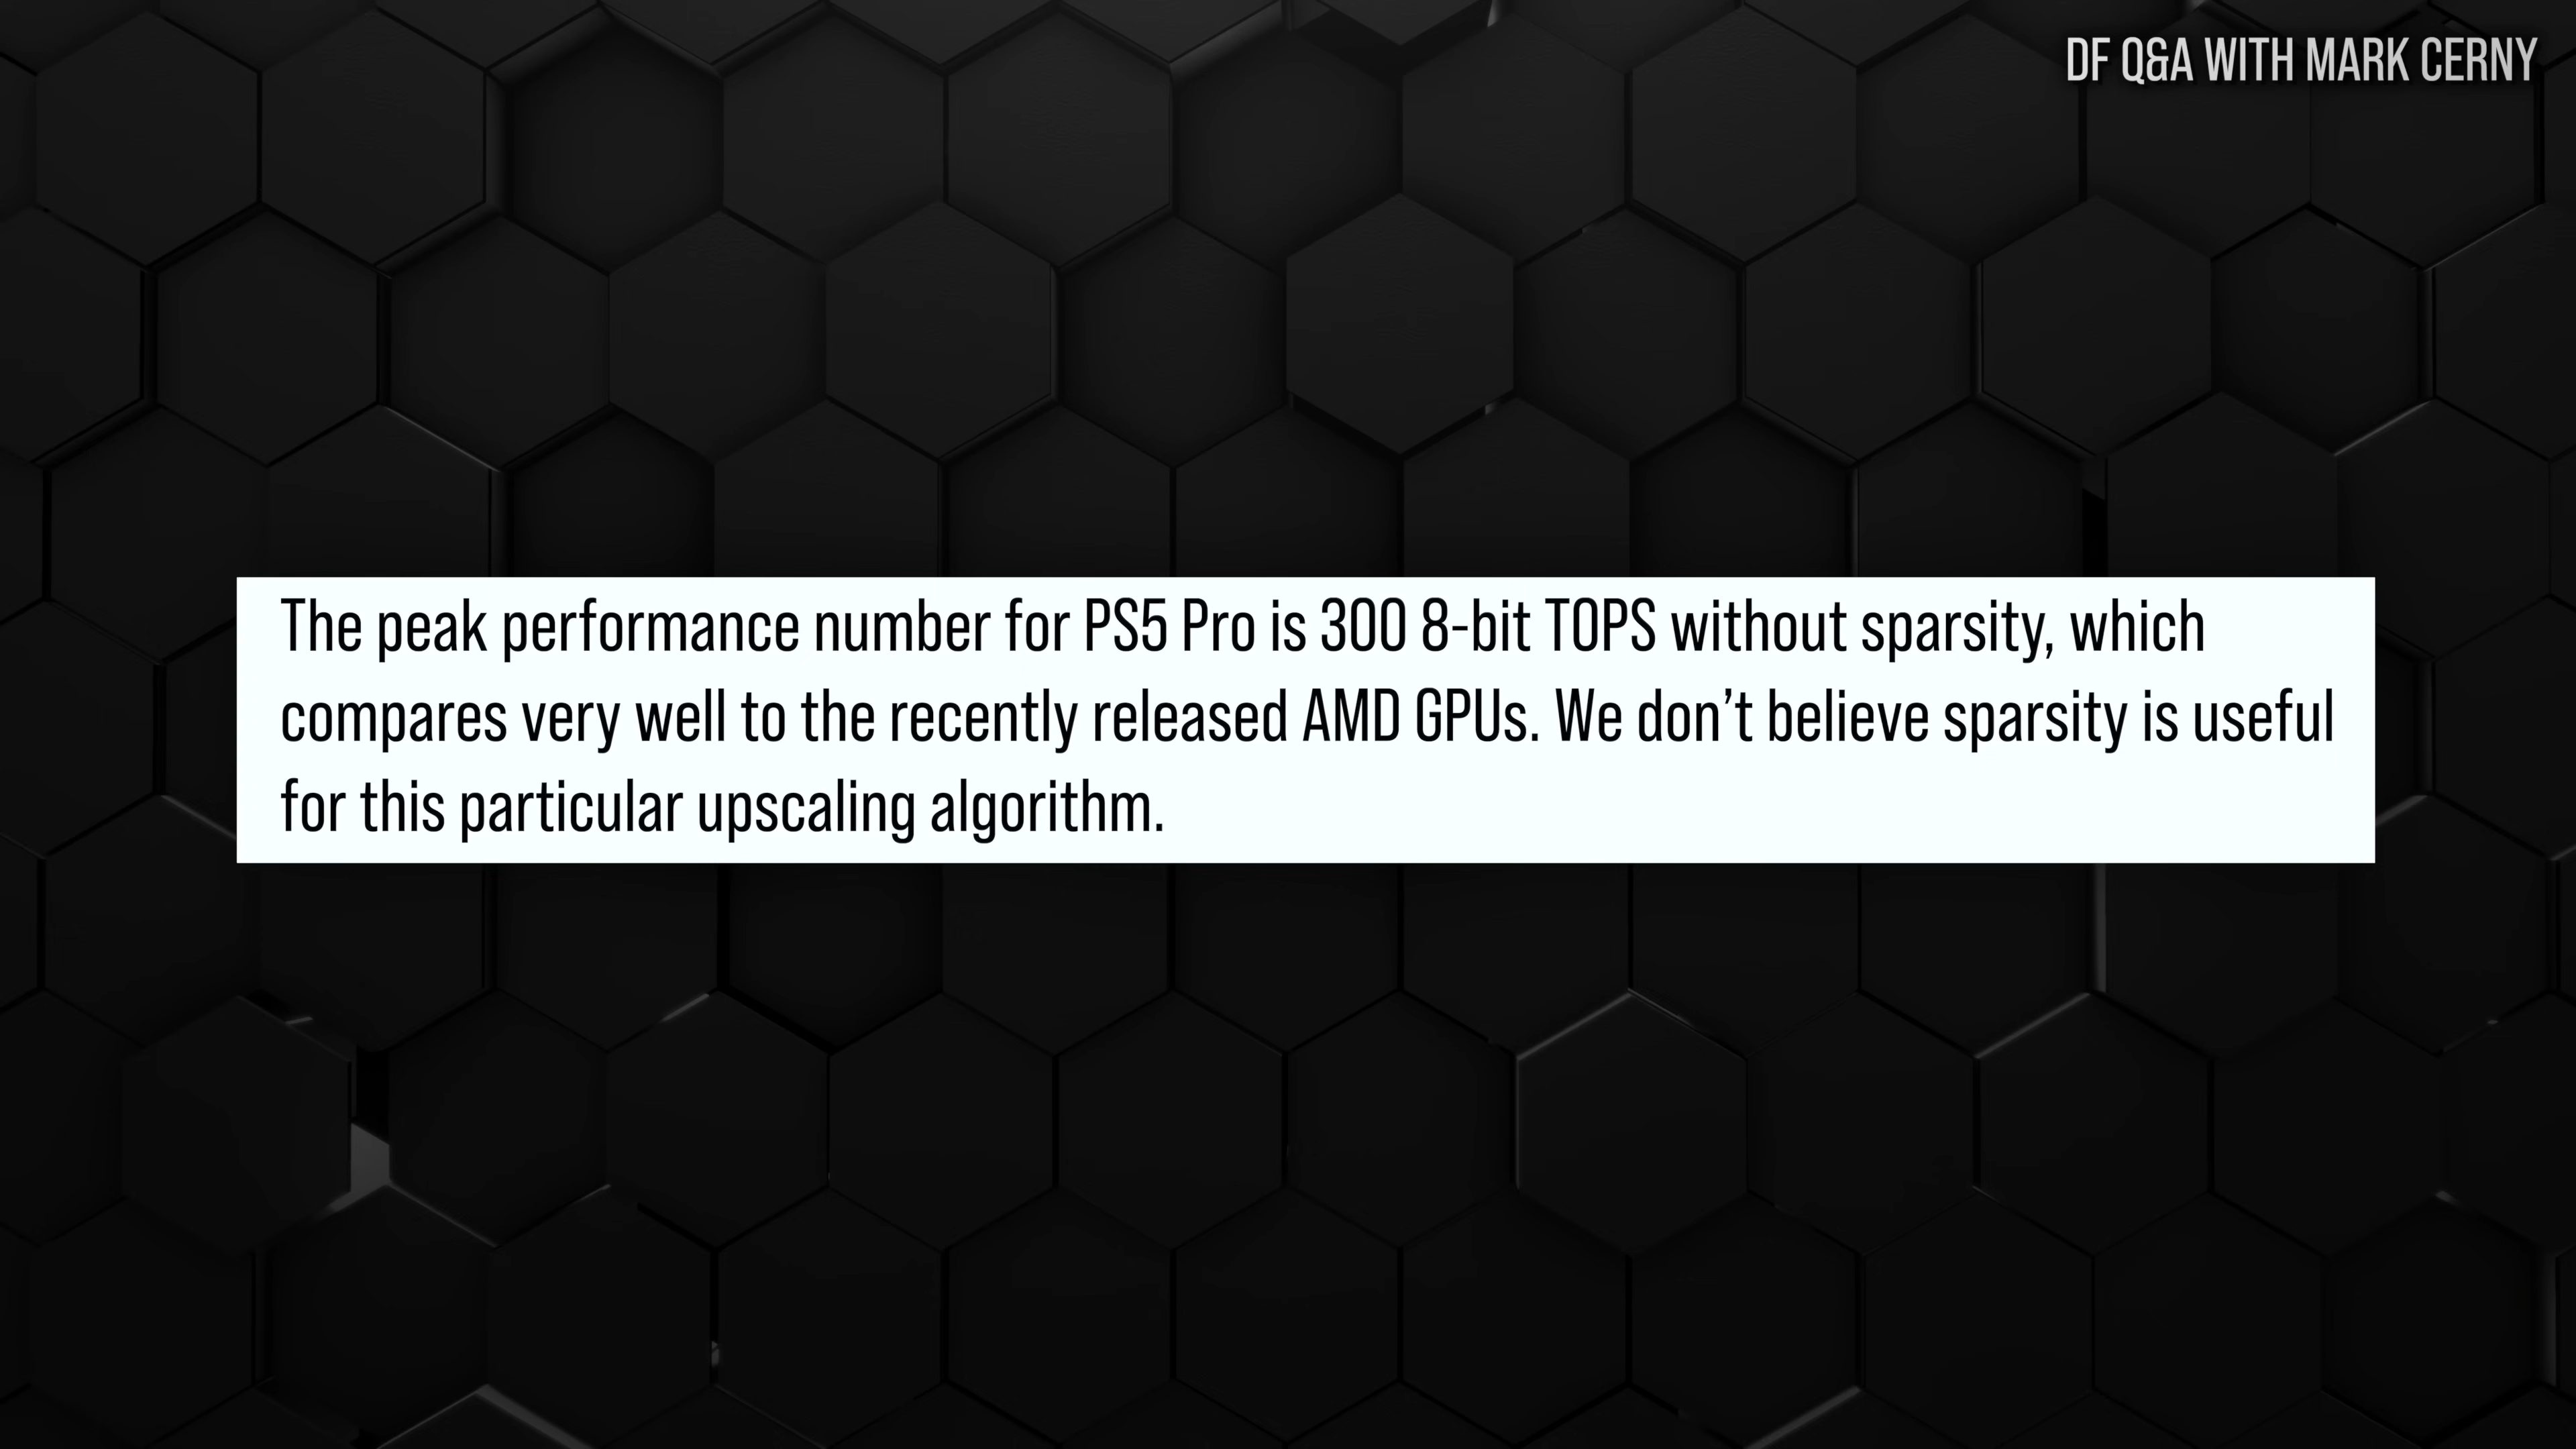 DF Q&A WITH MARK CERNY
The peak performance number for PS5 Pro is 300 8-bit TOPS without sparsity, which
compares very well to the recently released AMD GPUs. We don’t believe sparsity is useful
for this particular upscaling algorithm.